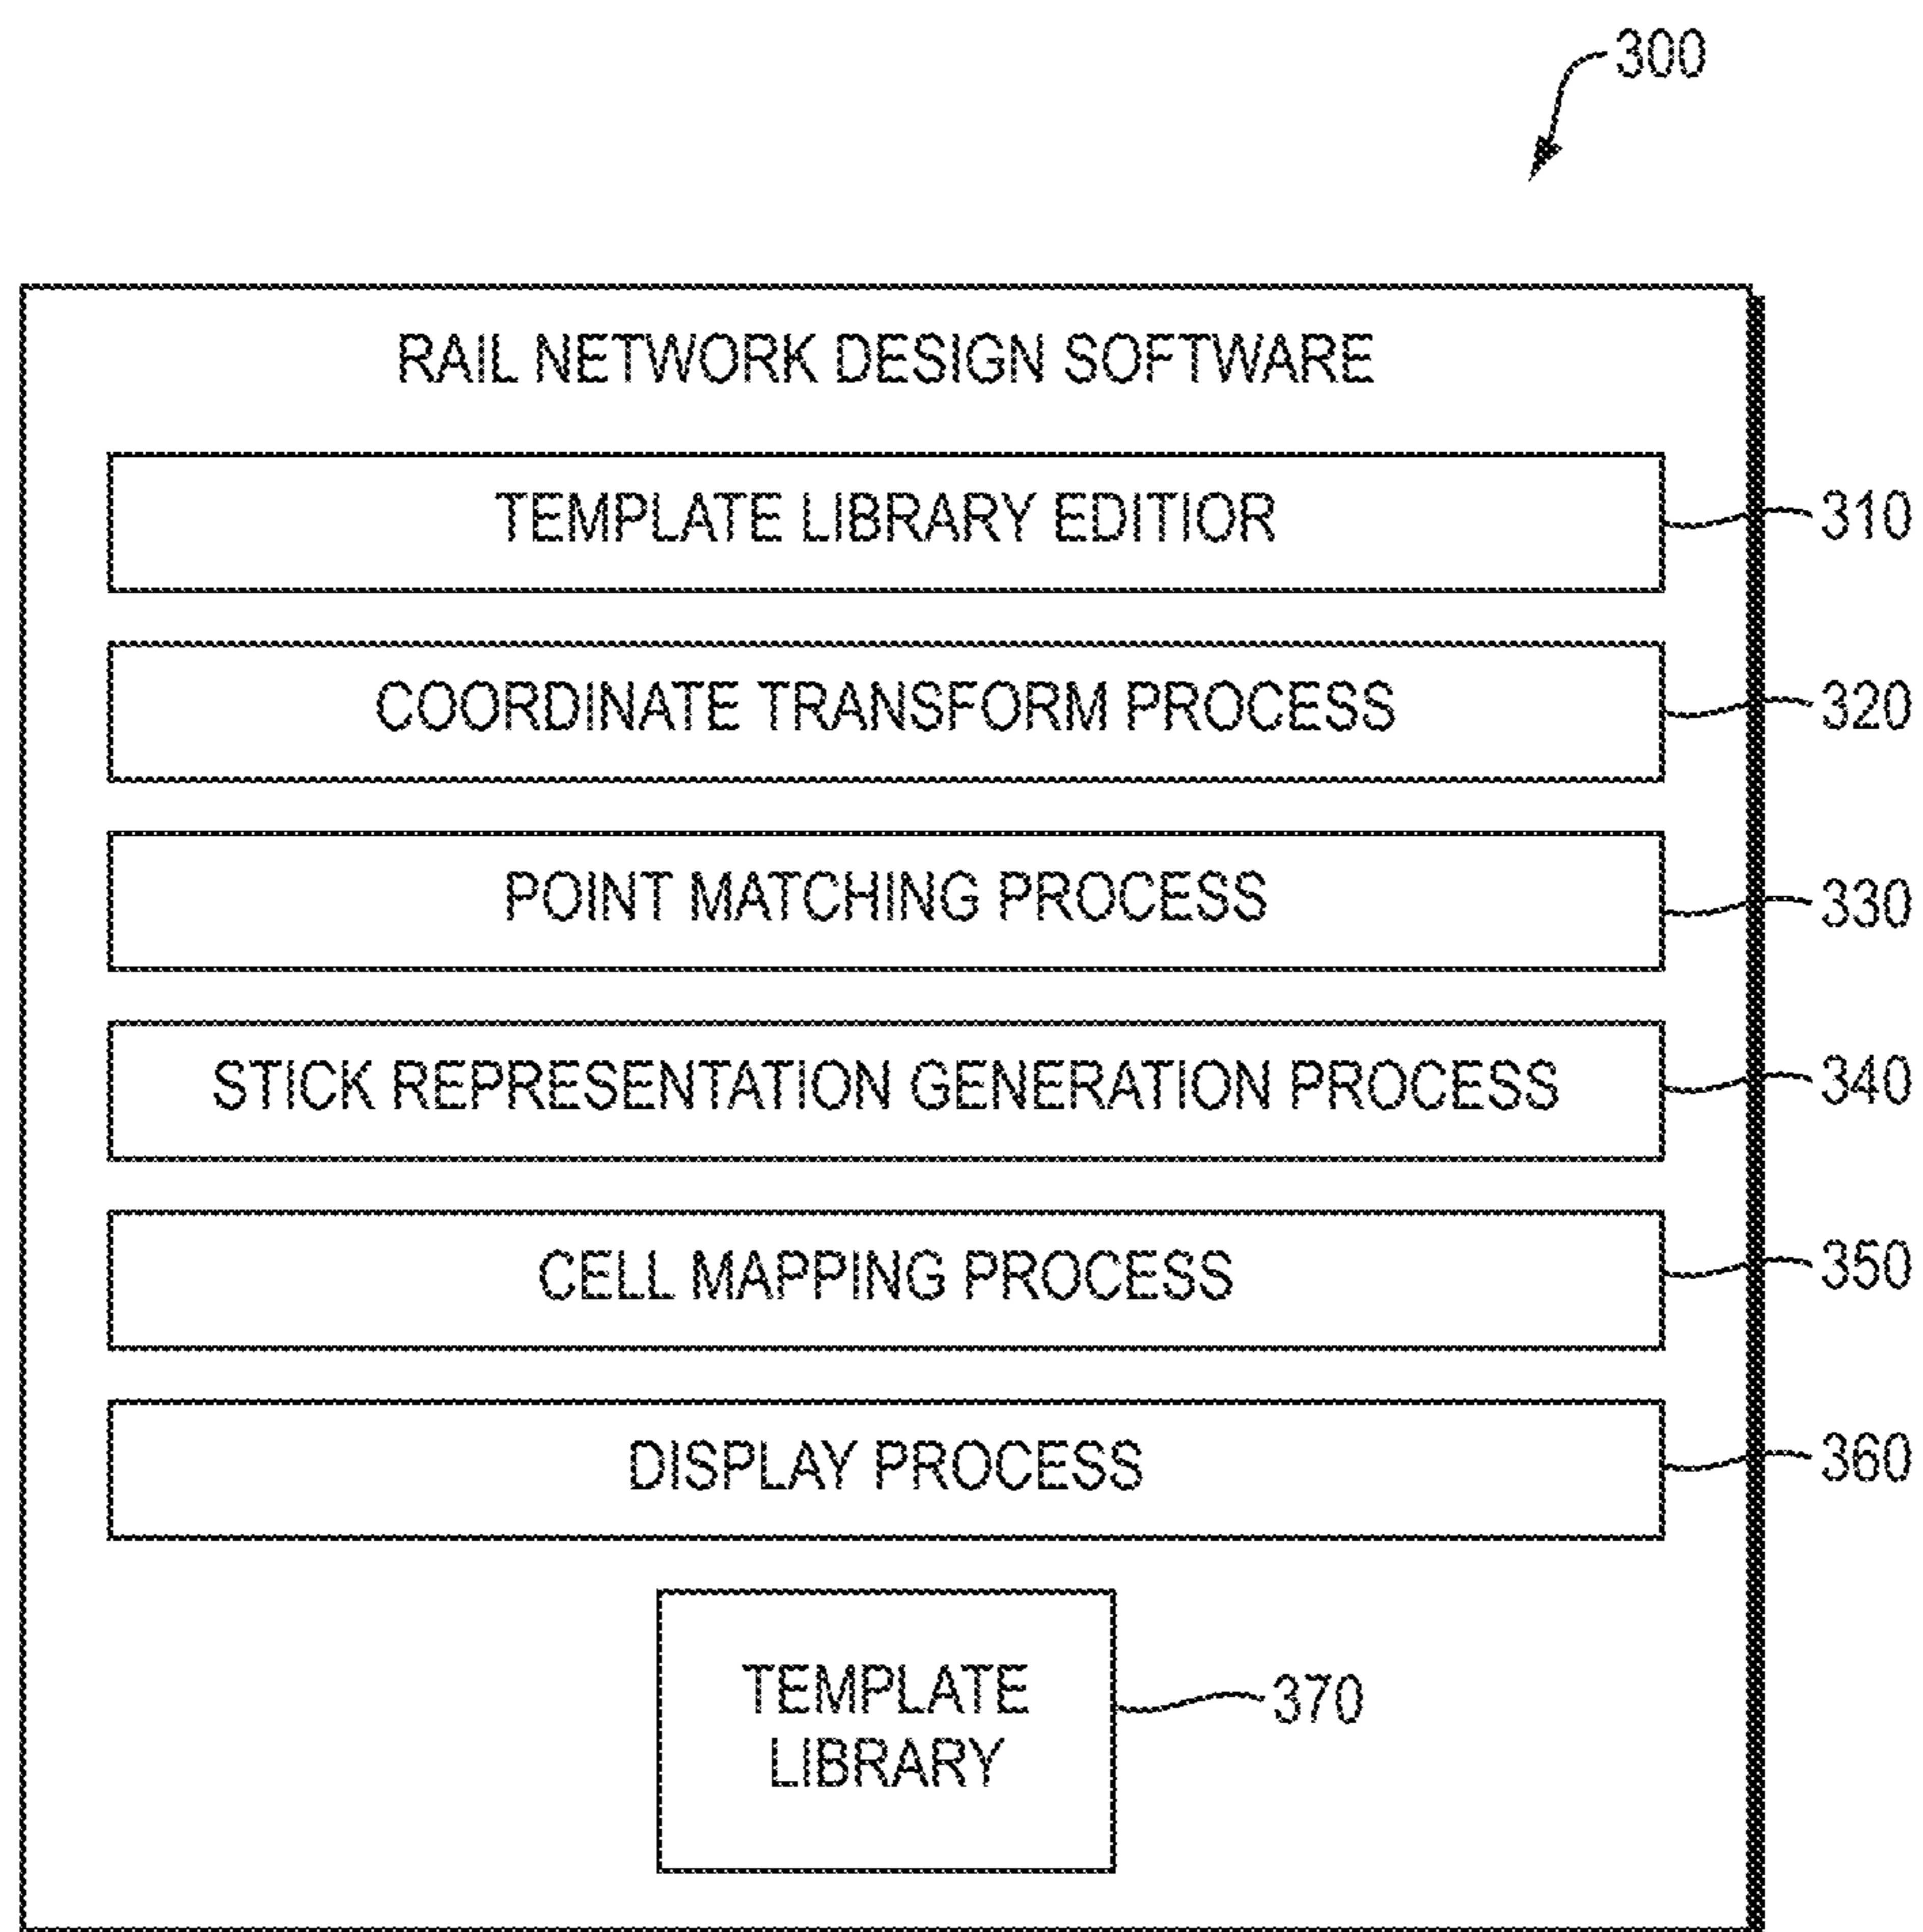 300
RAIL NETWORK DESIGN SOFTWARE
TEMPLATE LIBRARY EDITIOR
310
COORDINATE TRANSFORM PROCESS
320
POINT MATCHING PROCESS
330
STICK REPRESENTATION GENERATION PROCESS
340
CELL MAPPING PROCESS
350
DISPLAY PROCESS
360
TEMPLATE
LIBRARY
370